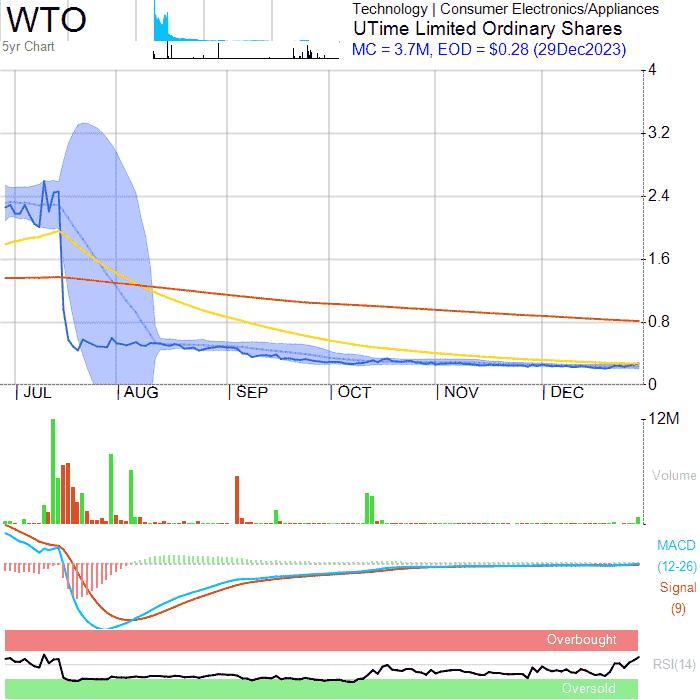 WTO
5yr Chart
Technology | Consumer Electronics/Appliances
UTime Limited Ordinary Shares
MC = 3.7M, EOD = $0.28 (29Dec2023)
4
3.2
2.4
1.6
0.8
0
JUL AUG SEP OCT NOV DEC
12M
Volume
MACD
(12-26)
Signal
(9)
Overbought
RSI(14)
Oversold